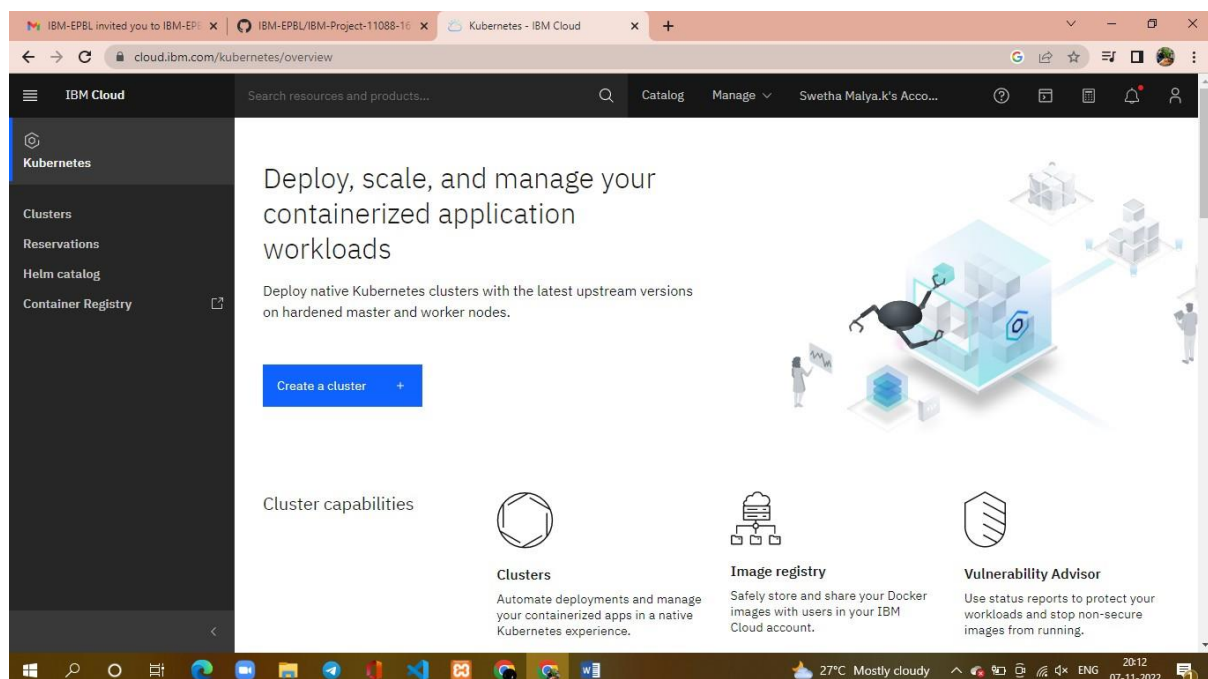 IBM-EPBL invited you to IBM-EPB
IBM-EPBL/IBM-Project-11088-16
Kubernetes - IBM Cloud
cloud.ibm.com/kubernetes/overview
IBM Cloud
Search resources and products...
Catalog
Manage
Swetha Malya.k's Acco...
Kubernetes
Clusters
Reservations
Helm catalog
Container Registry
Deploy, scale, and manage your
containerized application
workloads
Deploy native Kubernetes clusters with the latest upstream versions
on hardened master and worker nodes.
Create a cluster +
Cluster capabilities
Clusters
Automate deployments and manage
your containerized apps in a native
Kubernetes experience.
Image registry
Safely store and share your Docker
images with users in your IBM
Cloud account.
Vulnerability Advisor
Use status reports to protect your
workloads and stop non-secure
images from running.
27°C Mostly cloudy
ENG
20:12
07-11-2022